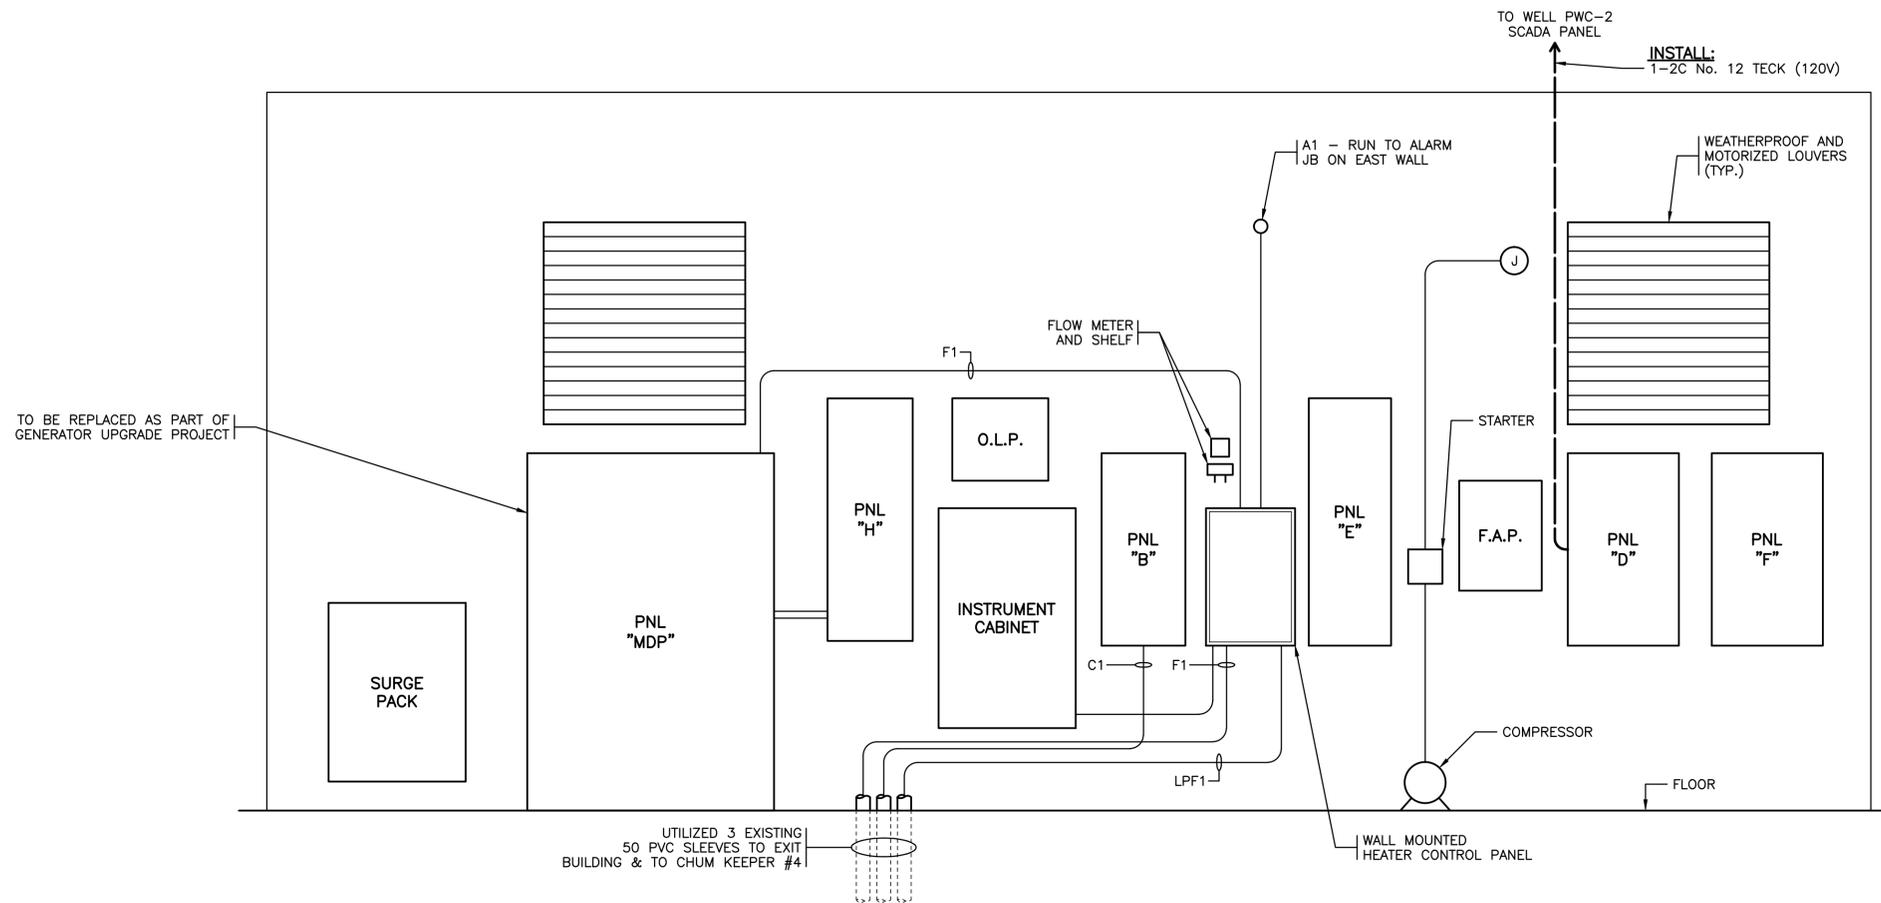 TO WELL PWC-2
SCADA PANEL
INSTALL:
1-2C No. 12 TECK (120V)
A1 - RUN TO ALARM
JB ON EAST WALL
WEATHERPROOF AND
MOTORIZED LOUVERS
(TYP.)
J
FLOW METER
AND SHELF
F1
TO BE REPLACED AS PART OF
GENERATOR UPGRADE PROJECT
STARTER
O.L.P.
PNL
"H"
PNL
"B"
PNL
"E"
F.A.P.
PNL
"D"
PNL
"F"
INSTRUMENT
CABINET
PNL
"MDP"
SURGE
PACK
C1
F1
COMPRESSOR
LPF1
FLOOR
UTILIZED 3 EXISTING
50 PVC SLEEVES TO EXIT
BUILDING & TO CHUM KEEPER #4
WALL MOUNTED
HEATER CONTROL PANEL